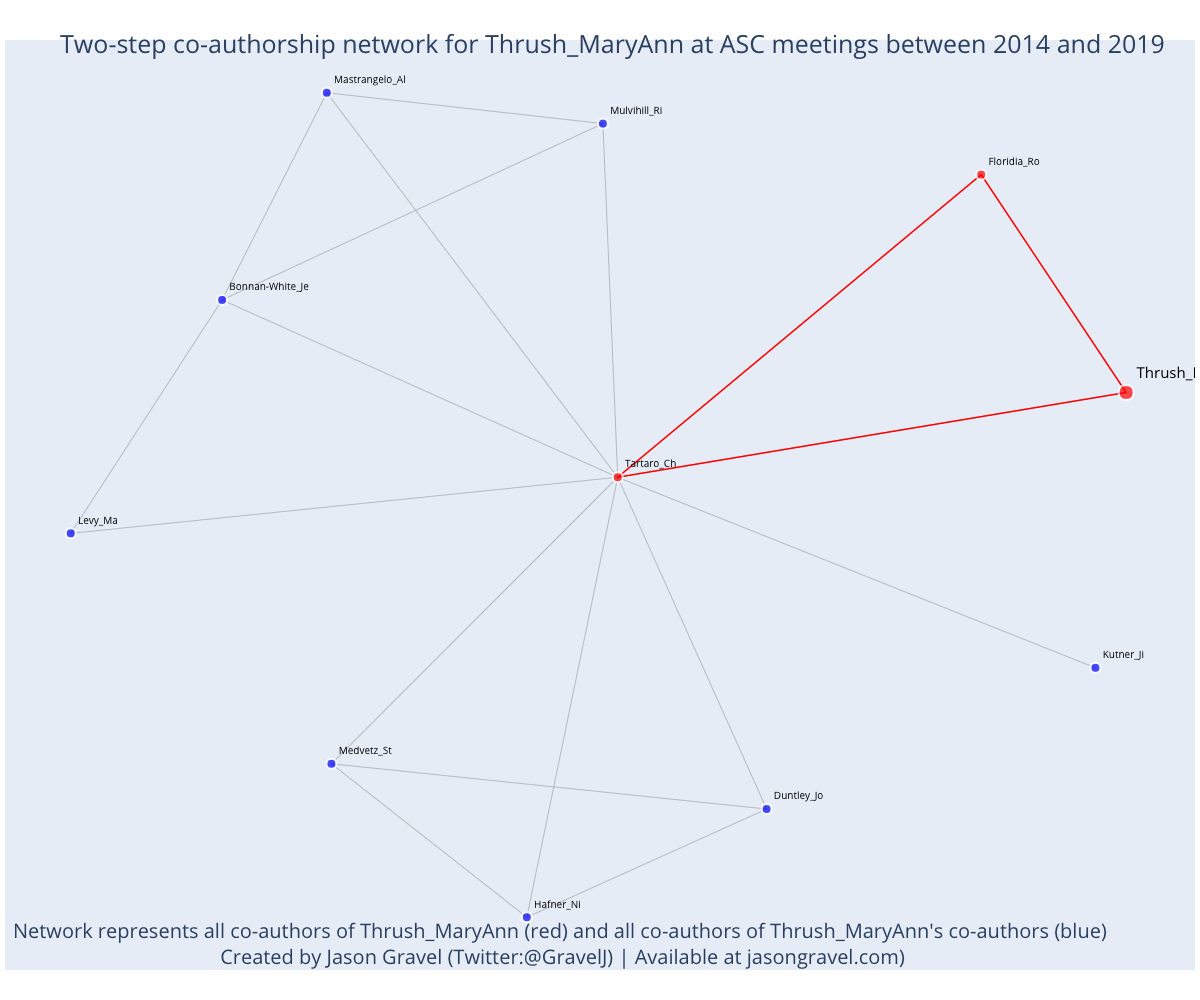 Two-step co-authorship network for Thrush_MaryAnn at ASC meetings between 2014 and 2019
Mastrangelo_Al
Mulvihill_Ri
Floridia_Ro
Bonnan-White_Je
Thrush_
Tartaro_Ch
Levy_Ma
Kutner_Ji
Medvetz_St
Duntley_Jo
Hafner_Ni
Network represents all co-authors of Thrush_MaryAnn (red) and all co-authors of Thrush_MaryAnn's co-authors (blue)
Created by Jason Gravel (Twitter:@GravelJ) | Available at jasongravel.com)